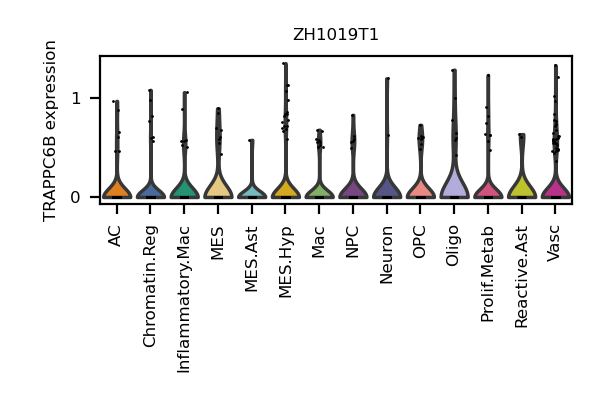 ZH1019T1
TRAPPC6B expression
1
0
AC
Chromatin.Reg
Inflammatory.Mac
MES
MES.Ast
MES.Hyp
Mac
NPC
Neuron
OPC
Oligo
Prolif.Metab
Reactive.Ast
Vasc